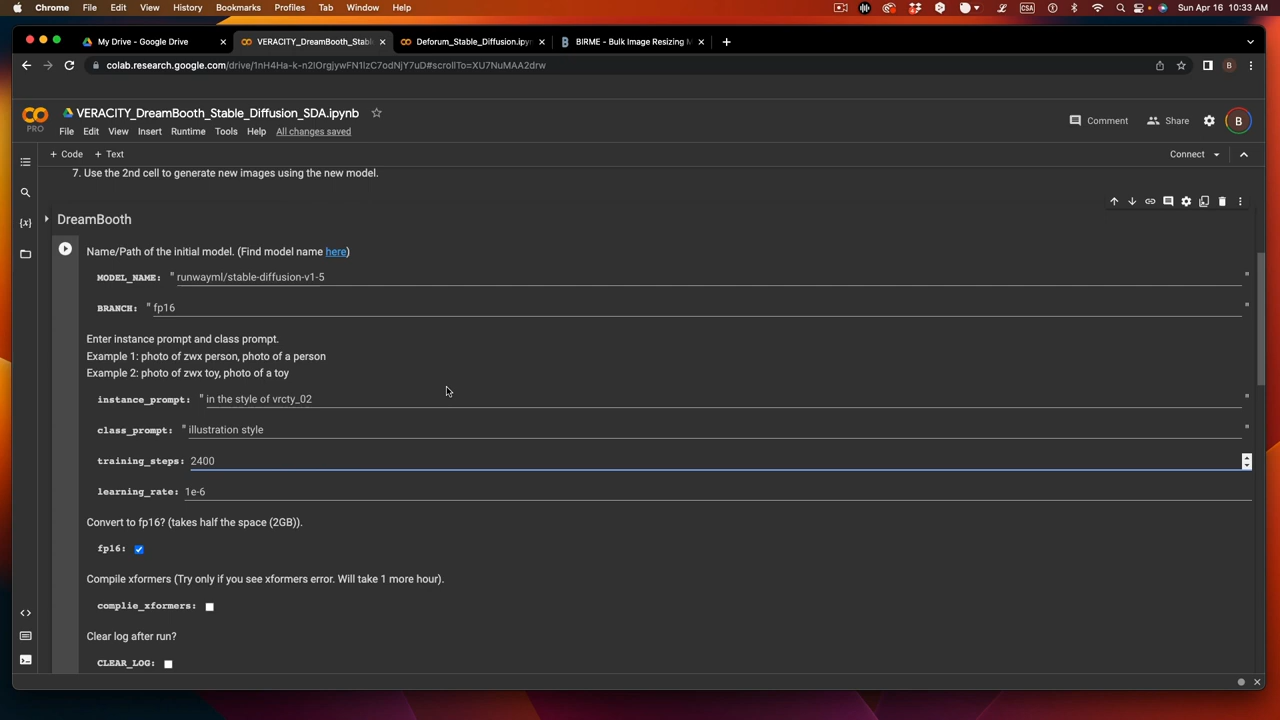 Chrome File Edit View History Bookmarks Profiles Tab Window Help CSA Sun Apr 16 10:33 AM
My Drive - Google Drive VERACITY_DreamBooth_Stabl Deforum_Stable_Diffusion.ipyn BIRME - Bulk Image Resizing M
colab.research.google.com/drive/1nH4Ha-k-n2IOrgjywFN1IzC7odNjY7uD#scrollTo=XU7NuMAA2drw B
VERACITY_DreamBooth_Stable_Diffusion_SDA.ipynb
PRO Comment Share B
File Edit View Insert Runtime Tools Help All changes saved
+ Code + Text Connect
7. Use the 2nd cell to generate new images using the new model.
{x}
DreamBooth
Name/Path of the initial model. (Find model name here)
MODEL_NAME: " runwayml/stable-diffusion-v1-5 "
BRANCH: " fp16 "
Enter instance prompt and class prompt.
Example 1: photo of zwx person, photo of a person
Example 2: photo of zwx toy, photo of a toy
instance_prompt: " in the style of vrcty_02 "
class_prompt: " illustration style "
training_steps: 2400
learning_rate: 1e-6
Convert to fp16? (takes half the space (2GB)).
fp16:
Compile xformers (Try only if you see xformers error. Will take 1 more hour).
complie_xformers:
Clear log after run?
CLEAR_LOG: